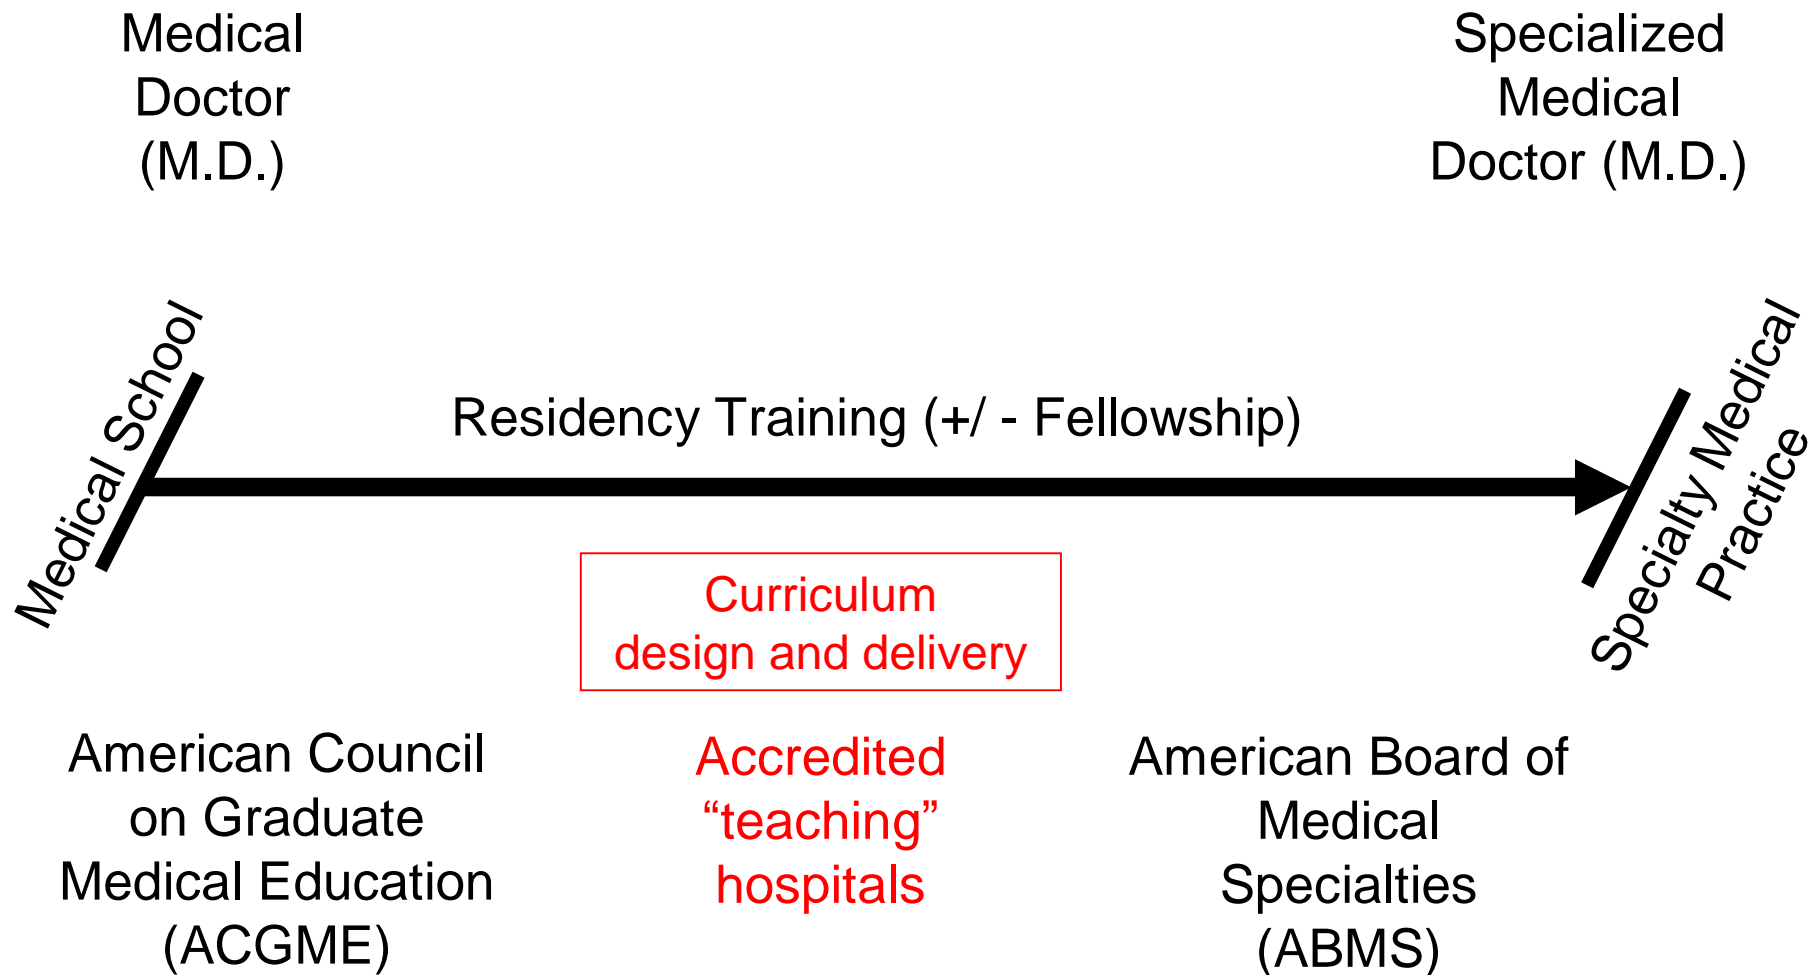 Medical
Doctor
(M.D.)
Specialized
Medical
Doctor (M.D.)
Medical School
Residency Training (+/ - Fellowship)
Specialty Medical
Practice
Curriculum
design and delivery
American Council
on Graduate
Medical Education
(ACGME)
Accredited
“teaching”
hospitals
American Board of
Medical
Specialties
(ABMS)